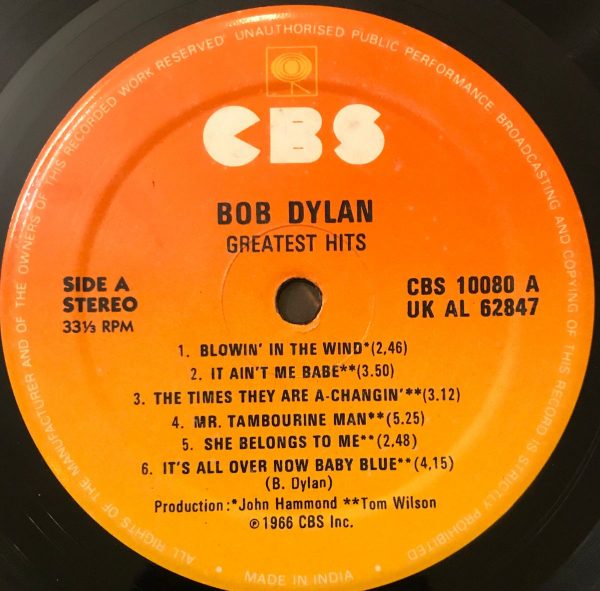 ALL RIGHTS OF THE MANUFACTURER AND OF THE OWNERS OF THIS RECORDED WORK RESERVED UNAUTHORISED PUBLIC PERFORMANCE BROADCASTING AND COPYING OF THIS RECORD IS STRICTLY PROHIBITED
CBS
BOB DYLAN
GREATEST HITS
SIDE A
STEREO
33⅓ RPM
CBS 10080 A
UK AL 62847
1. BLOWIN' IN THE WIND*(2,46)
2. IT AIN'T ME BABE**(3.50)
3. THE TIMES THEY ARE A-CHANGIN'**(3.12)
4. MR. TAMBOURINE MAN**(5.25)
5. SHE BELONGS TO ME**(2,48)
6. IT'S ALL OVER NOW BABY BLUE**(4,15)
(B. Dylan)
Production:*John Hammond **Tom Wilson
℗1966 CBS Inc.
MADE IN INDIA